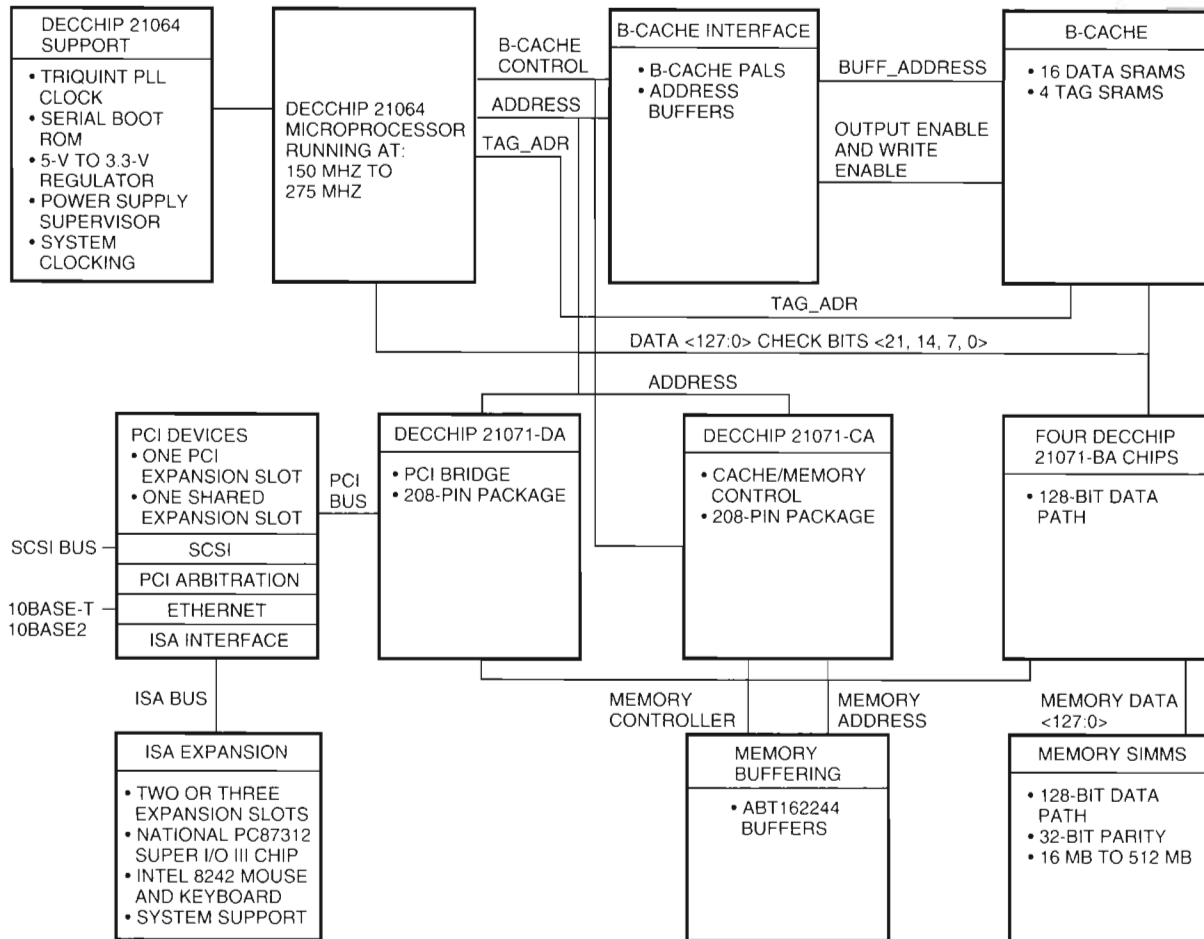 DECCHIP 21064
SUPPORT
• TRIQUINT PLL
CLOCK
• SERIAL BOOT
ROM
• 5-V TO 3.3-V
REGULATOR
• POWER SUPPLY
SUPERVISOR
• SYSTEM
CLOCKING
DECCHIP 21064
MICROPROCESSOR
RUNNING AT:
150 MHZ TO
275 MHZ
B-CACHE
CONTROL
ADDRESS
TAG_ADR
B-CACHE INTERFACE
• B-CACHE PALS
• ADDRESS
BUFFERS
BUFF_ADDRESS
OUTPUT ENABLE
AND WRITE
ENABLE
B-CACHE
• 16 DATA SRAMS
• 4 TAG SRAMS
TAG_ADR
DATA <127:0> CHECK BITS <21, 14, 7, 0>
ADDRESS
PCI DEVICES
• ONE PCI
EXPANSION SLOT
• ONE SHARED
EXPANSION SLOT
SCSI
PCI ARBITRATION
ETHERNET
ISA INTERFACE
SCSI BUS
10BASE-T
10BASE2
PCI
BUS
DECCHIP 21071-DA
• PCI BRIDGE
• 208-PIN PACKAGE
DECCHIP 21071-CA
• CACHE/MEMORY
CONTROL
• 208-PIN PACKAGE
FOUR DECCHIP
21071-BA CHIPS
• 128-BIT DATA
PATH
ISA BUS
MEMORY
CONTROLLER
MEMORY
ADDRESS
MEMORY DATA
<127:0>
ISA EXPANSION
• TWO OR THREE
EXPANSION SLOTS
• NATIONAL PC87312
SUPER I/O III CHIP
• INTEL 8242 MOUSE
AND KEYBOARD
• SYSTEM SUPPORT
MEMORY
BUFFERING
• ABT162244
BUFFERS
MEMORY SIMMS
• 128-BIT DATA
PATH
• 32-BIT PARITY
• 16 MB TO 512 MB